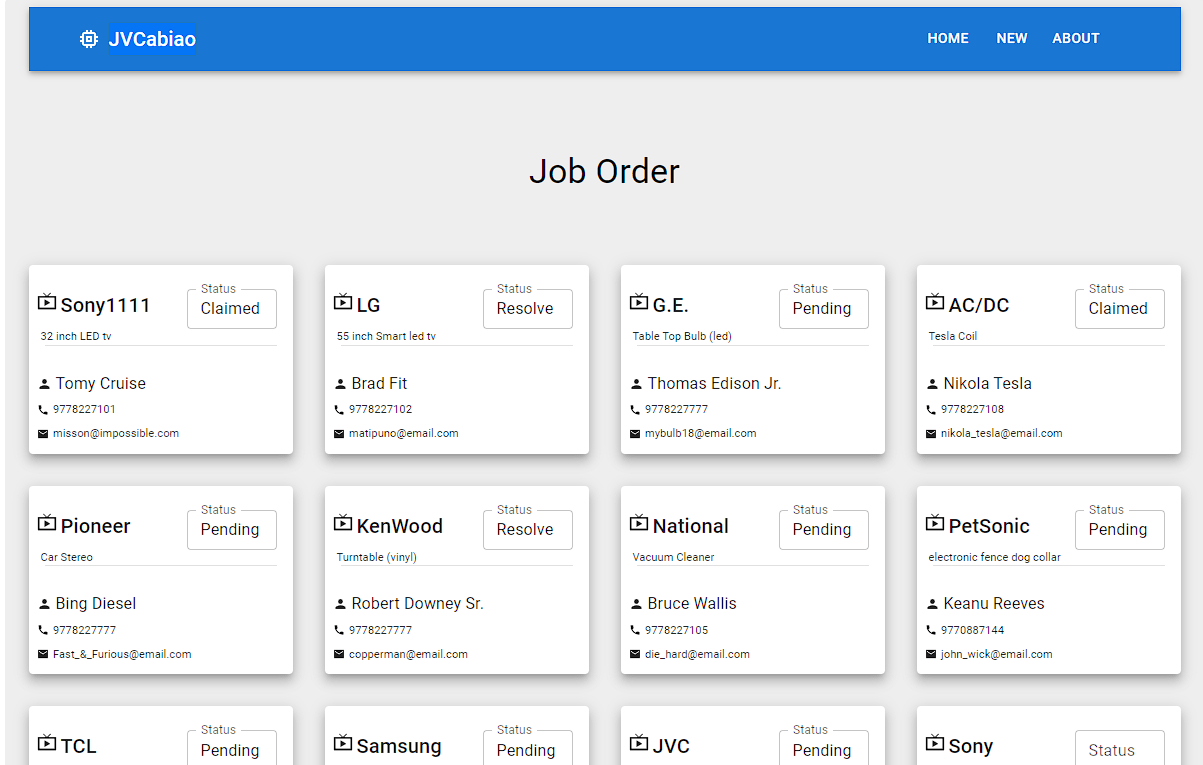 JVCabiao
HOME NEW ABOUT
Job Order
Sony1111
Status
Claimed
32 inch LED tv
Tomy Cruise
9778227101
misson@impossible.com
LG
Status
Resolve
55 inch Smart led tv
Brad Fit
9778227102
matipuno@email.com
G.E.
Status
Pending
Table Top Bulb (led)
Thomas Edison Jr.
9778227777
mybulb18@email.com
AC/DC
Status
Claimed
Tesla Coil
Nikola Tesla
9778227108
nikola_tesla@email.com
Pioneer
Status
Pending
Car Stereo
Bing Diesel
9778227777
Fast_&_Furious@email.com
KenWood
Status
Resolve
Turntable (vinyl)
Robert Downey Sr.
9778227777
copperman@email.com
National
Status
Pending
Vacuum Cleaner
Bruce Wallis
9778227105
die_hard@email.com
PetSonic
Status
Pending
electronic fence dog collar
Keanu Reeves
9770887144
john_wick@email.com
TCL
Status
Pending
Samsung
Status
Pending
JVC
Status
Pending
Sony
Status